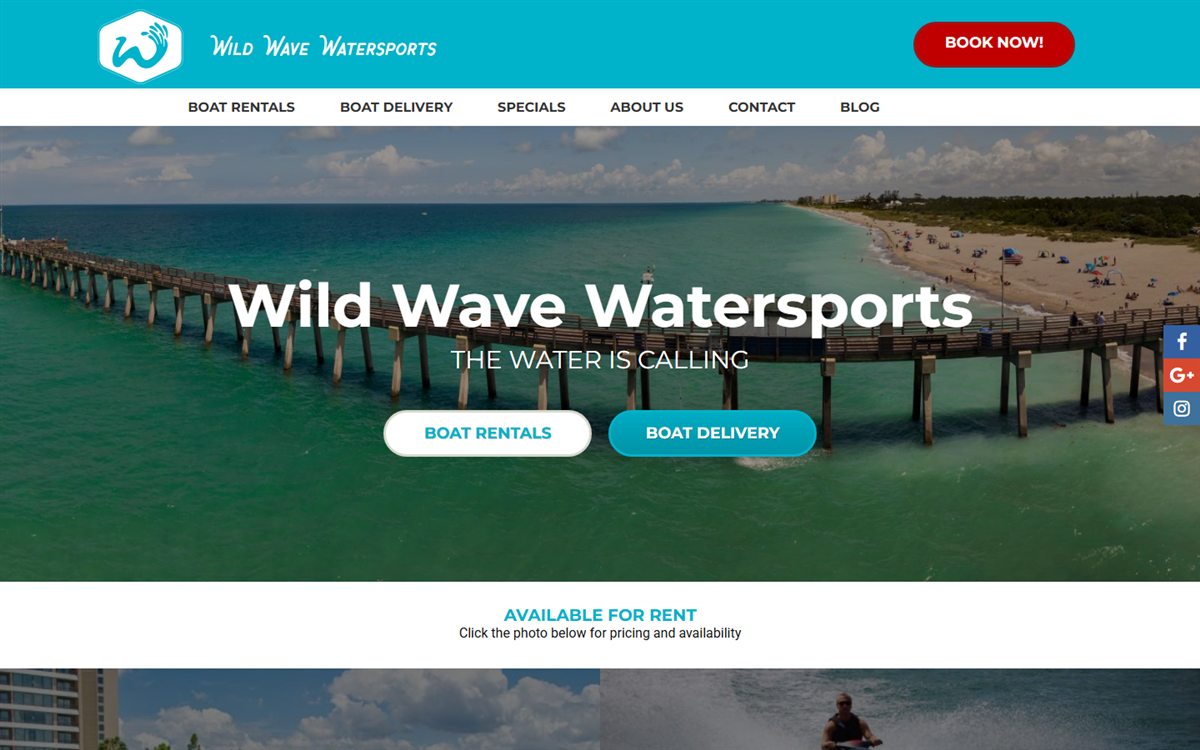 Wild Wave Watersports
BOOK NOW!
BOAT RENTALS
BOAT DELIVERY
SPECIALS
ABOUT US
CONTACT
BLOG
Wild Wave Watersports
THE WATER IS CALLING
BOAT RENTALS
BOAT DELIVERY
G+
AVAILABLE FOR RENT
Click the photo below for pricing and availability